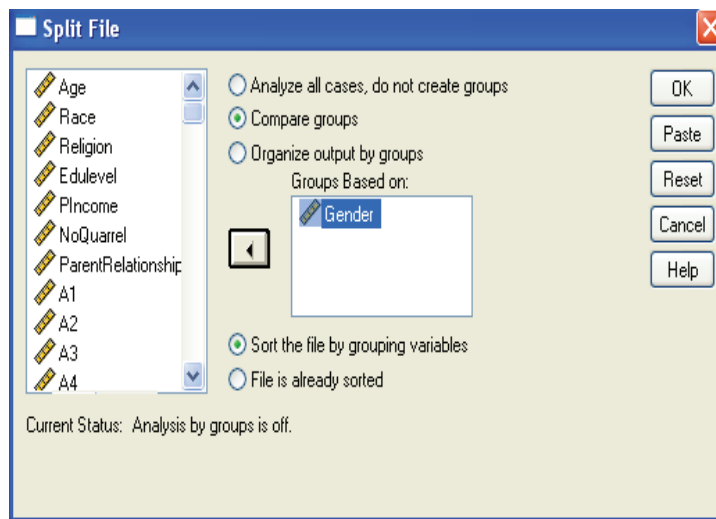 Split File
Age
Race
Religion
Edulevel
PIncome
NoQuarrel
ParentRelationship
A1
A2
A3
A4
Analyze all cases, do not create groups
Compare groups
Organize output by groups
Groups Based on:
Gender
Sort the file by grouping variables
File is already sorted
OK
Paste
Reset
Cancel
Help
Current Status: Analysis by groups is off.